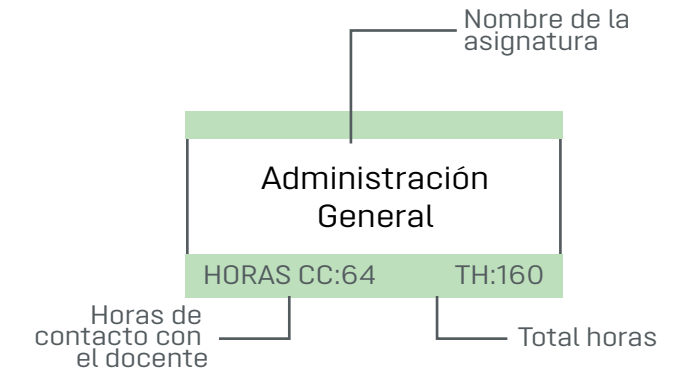 Nombre de la
asignatura
Administración
General
HORAS CC:64 TH:160
Horas de
contacto con
el docente
Total horas